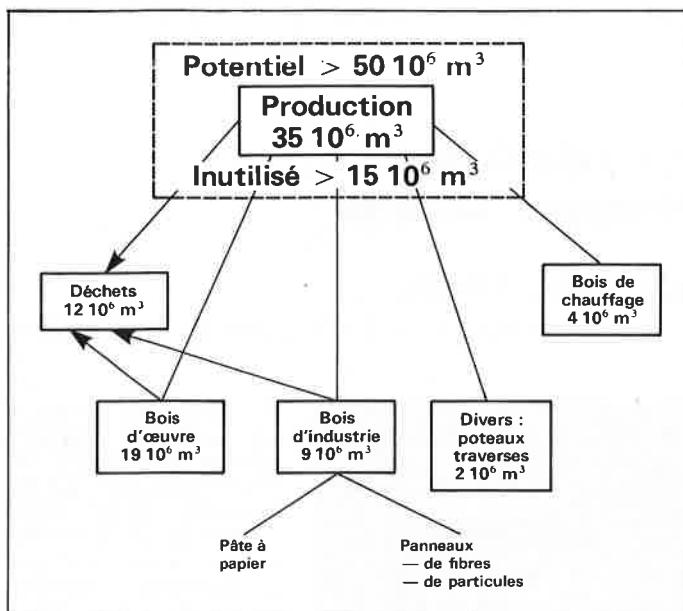 Potentiel > 50 10⁶ m³
Production
35 10⁶ m³
Inutilisé > 15 10⁶ m³
Déchets
12 10⁶ m³
Bois de
chauffage
4 10⁶ m³
Bois
d'œuvre
19 10⁶ m³
Bois
d'industrie
9 10⁶ m³
Divers :
poteaux
traverses
2 10⁶ m³
Pâte à
papier
Panneaux
— de fibres
— de particules